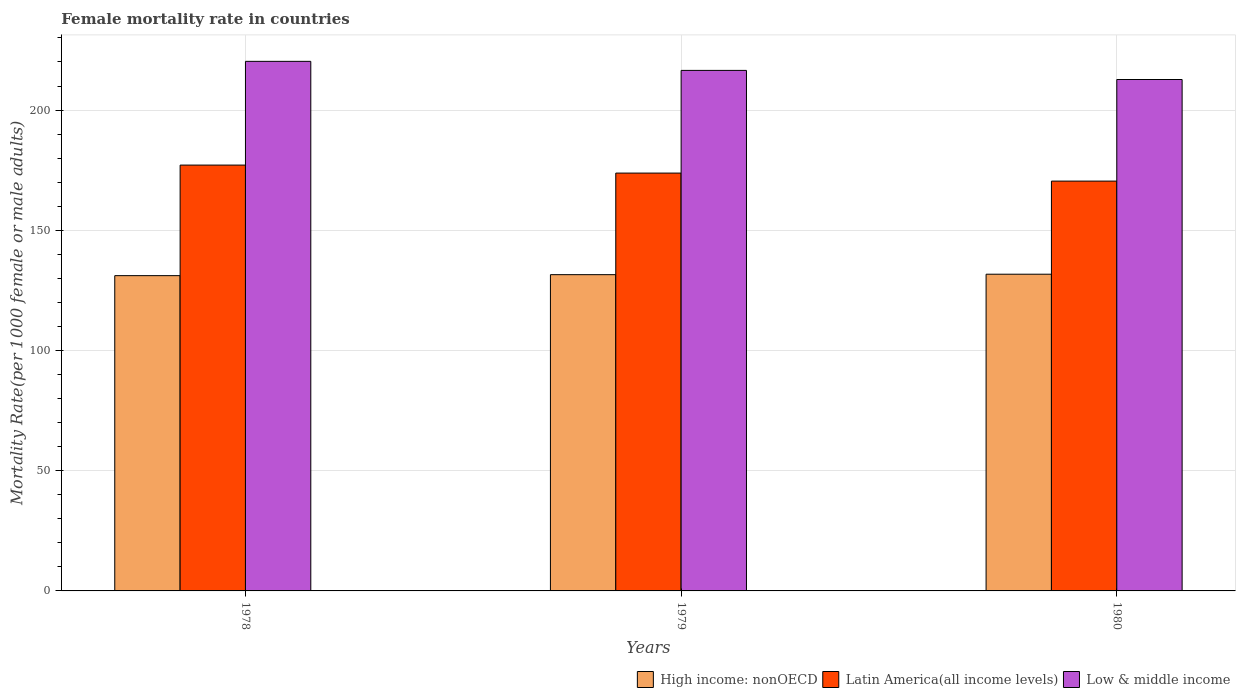 Female mortality rate in countries
Mortality Rate(per 1000 female or male adults)
200
150
100
50
0
1978
1979
1980
Years
High income: nonOECD
Latin America(all income levels)
Low & middle income